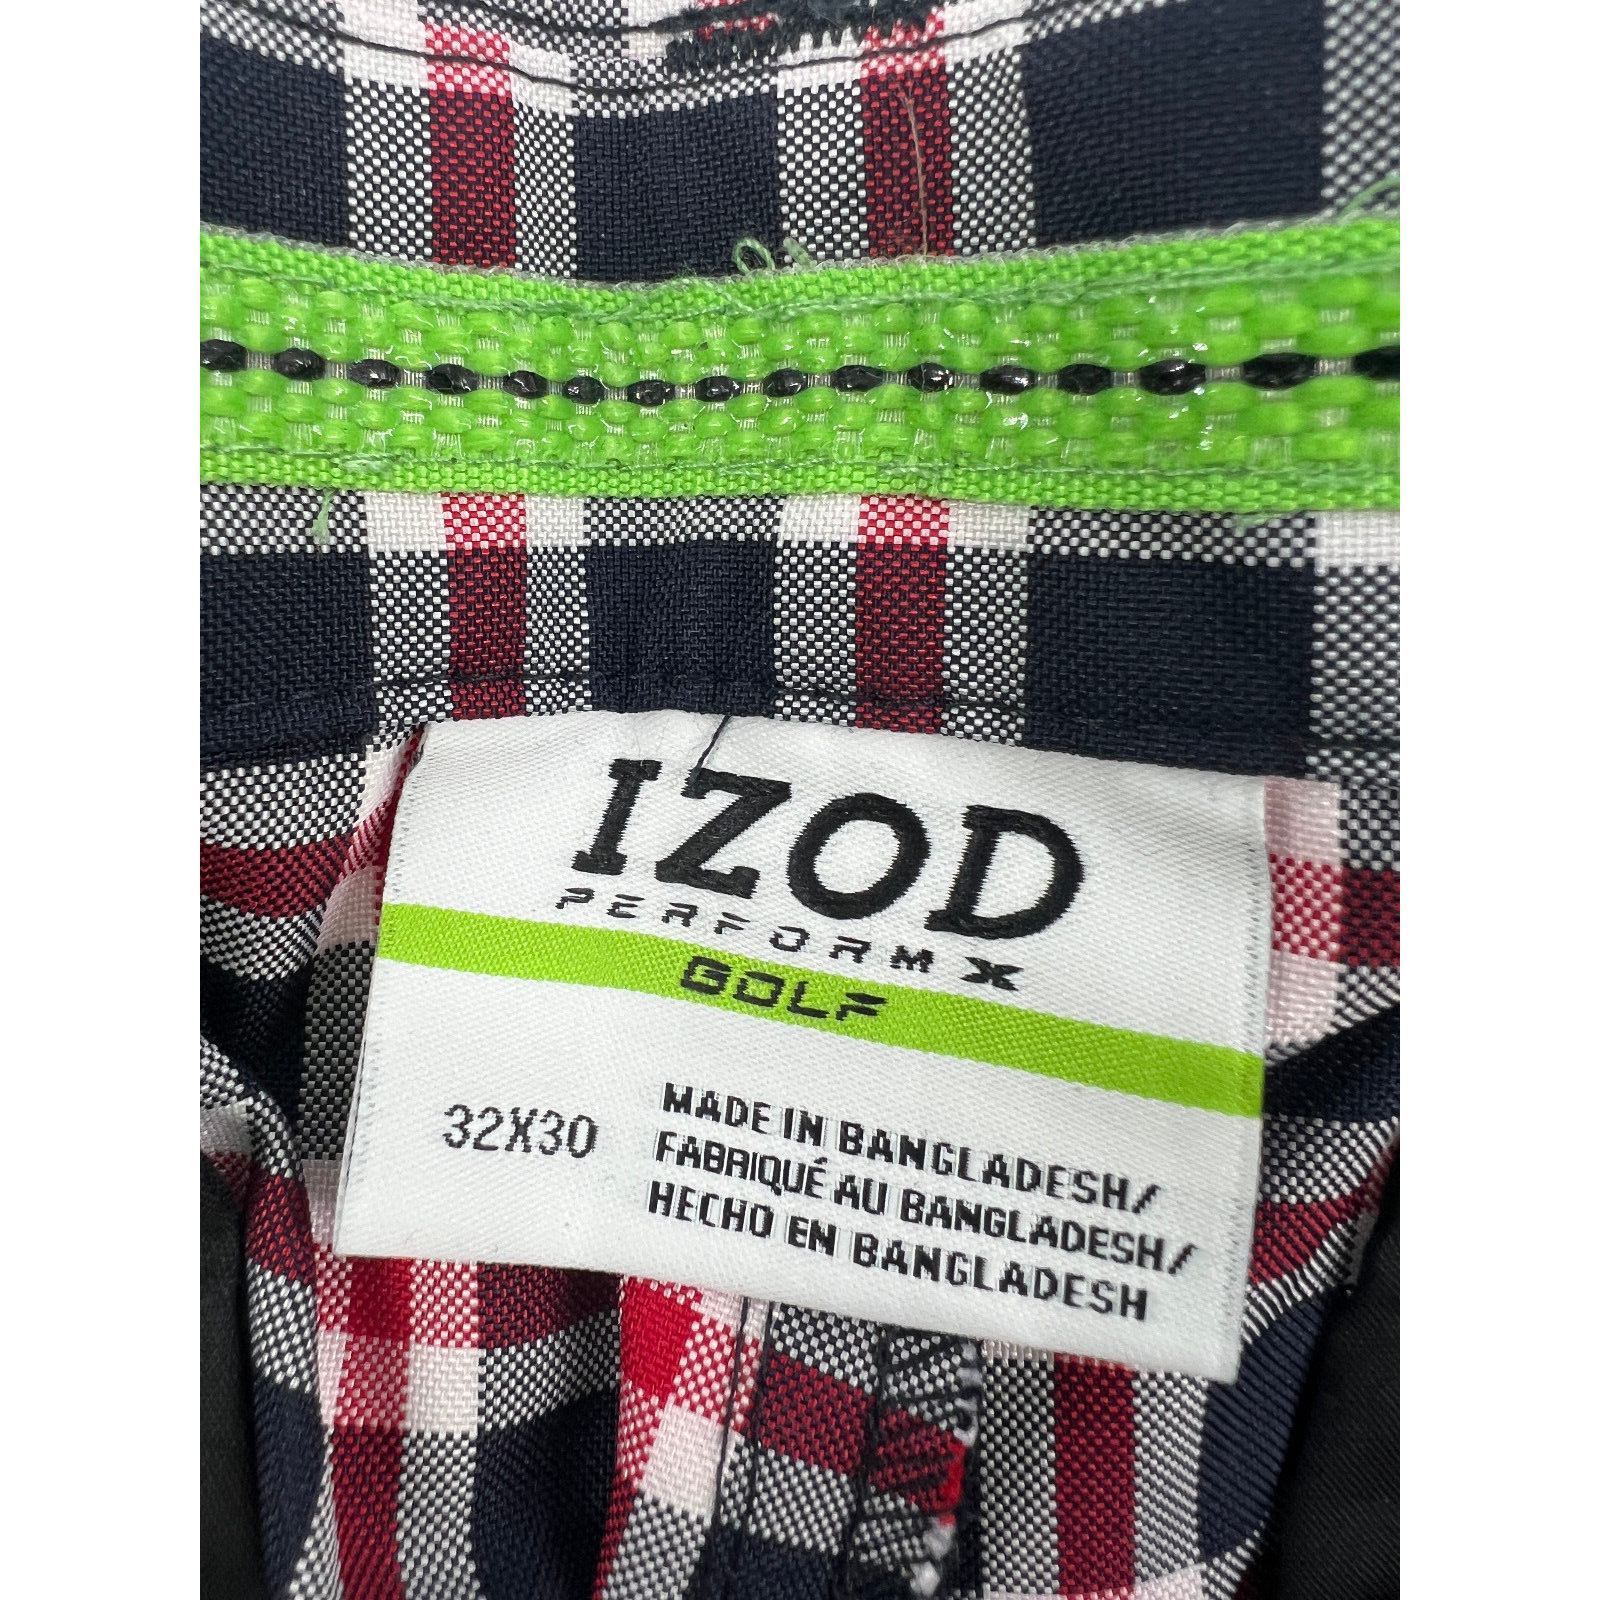 IZOD
PERFORM X
GOLF
32X30
MADE IN BANGLADESH/
FABRIQUÉ AU BANGLADESH/
HECHO EN BANGLADESH